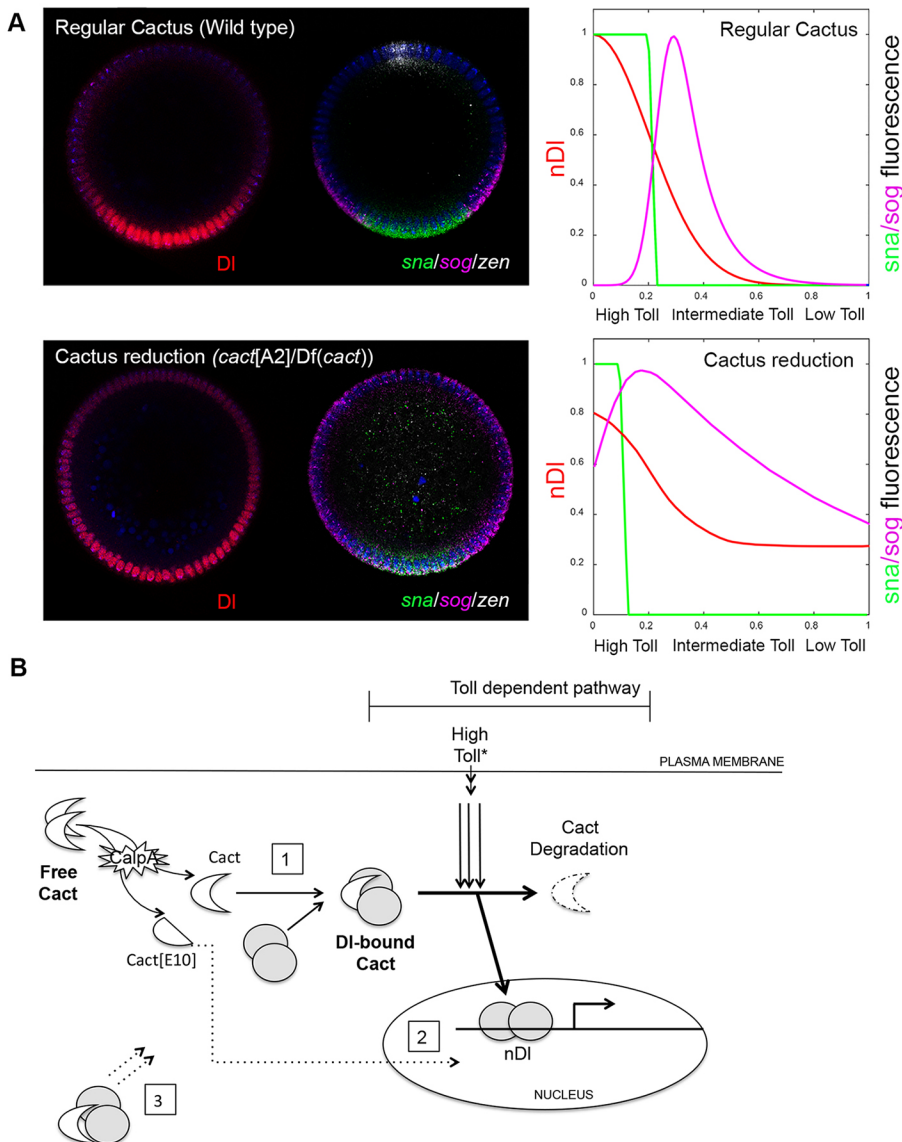 A
Regular Cactus (Wild type)
Dl
sna/sog/zen
Regular Cactus
nDl
sna/sog fluorescence
1
0.8
0.6
0.4
0.2
0
0 0.2 0.4 0.6 0.8 1
High Toll Intermediate Toll Low Toll
Cactus reduction (cact[A2]/Df(cact))
Dl
sna/sog/zen
Cactus reduction
nDl
sna/sog fluorescence
1
0.8
0.6
0.4
0.2
0
0 0.2 0.4 0.6 0.8 1
High Toll Intermediate Toll Low Toll
B
Toll dependent pathway
High
Toll*
PLASMA MEMBRANE
CalpA
Free
Cact
Cact
1
Cact
Degradation
Cact[E10]
Dl-bound
Cact
2
nDl
NUCLEUS
3